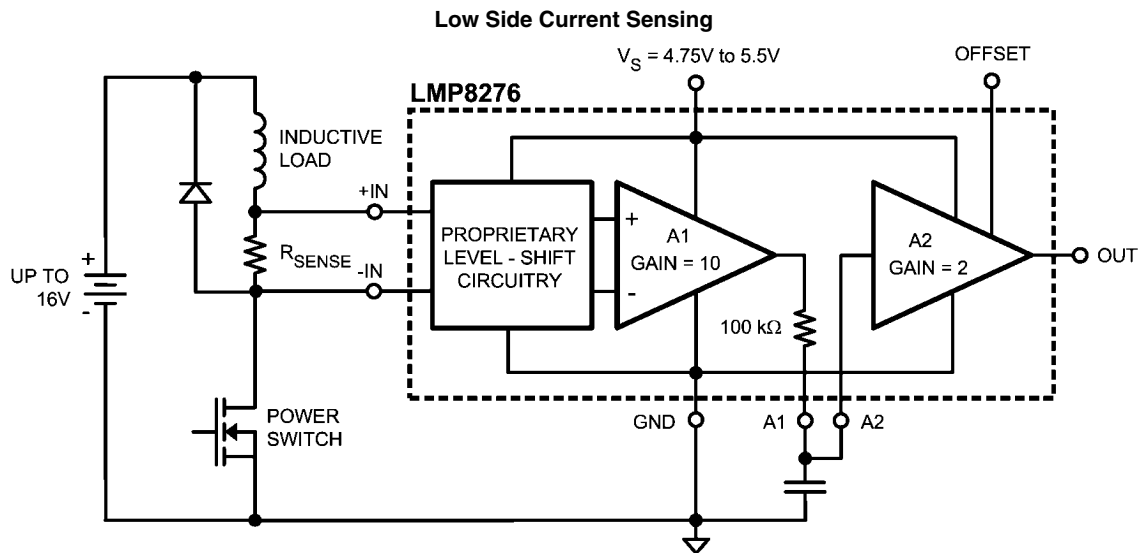 Low Side Current Sensing
V_S = 4.75V to 5.5V
OFFSET
LMP8276
INDUCTIVE
LOAD
+IN
R_SENSE
-IN
UP TO
16V
+
-
PROPRIETARY
LEVEL - SHIFT
CIRCUITRY
+
-
A1
GAIN = 10
A2
GAIN = 2
OUT
100 kΩ
POWER
SWITCH
GND
A1
A2